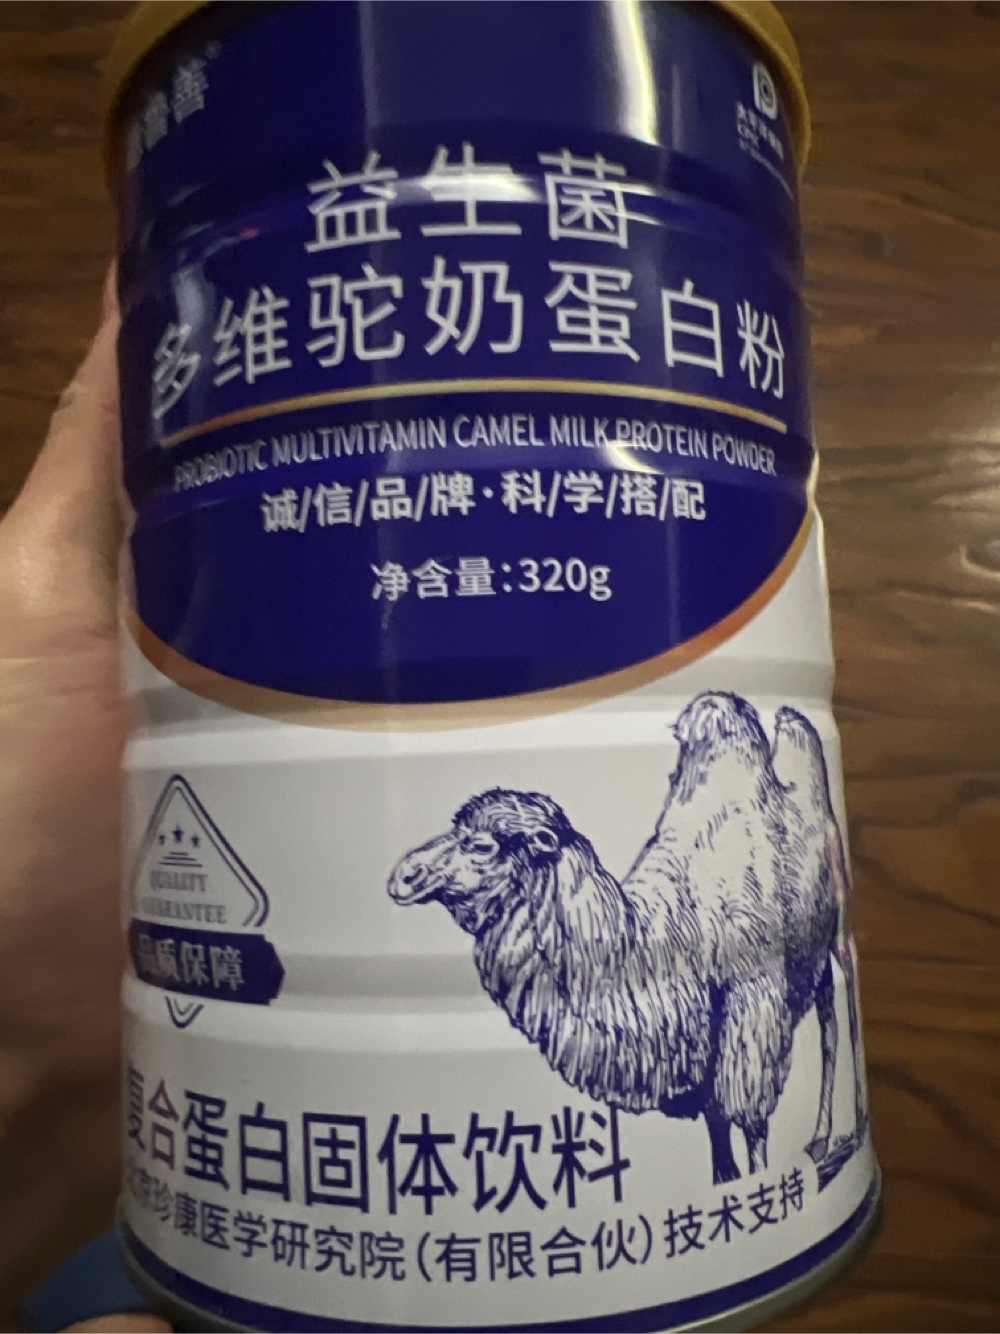 益生菌
多维驼奶蛋白粉
PROBIOTIC MULTIVITAMIN CAMEL MILK PROTEIN POWDER
诚/信/品/牌·科/学/搭/配
净含量:320g
QUALITY
GUARANTEE
品质保障
复合蛋白固体饮料
北京珍康医学研究院(有限合伙)技术支持